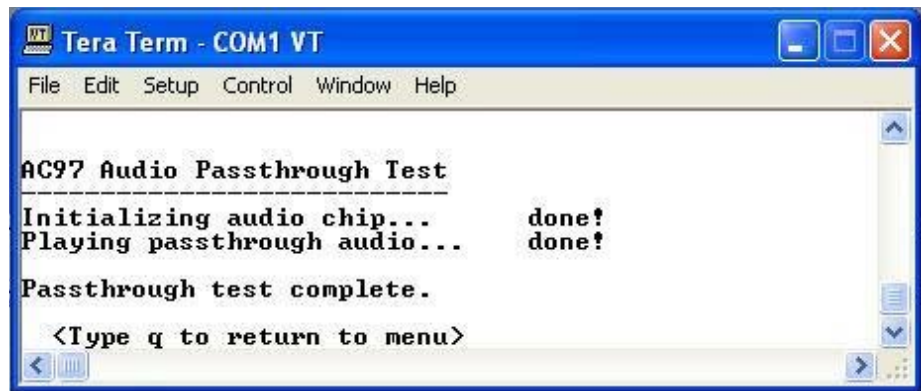 Tera Term - COM1 VT
File Edit Setup Control Window Help
AC97 Audio Passthrough Test
---------------------------
Initializing audio chip... done!
Playing passthrough audio... done!
Passthrough test complete.
<Type q to return to menu>